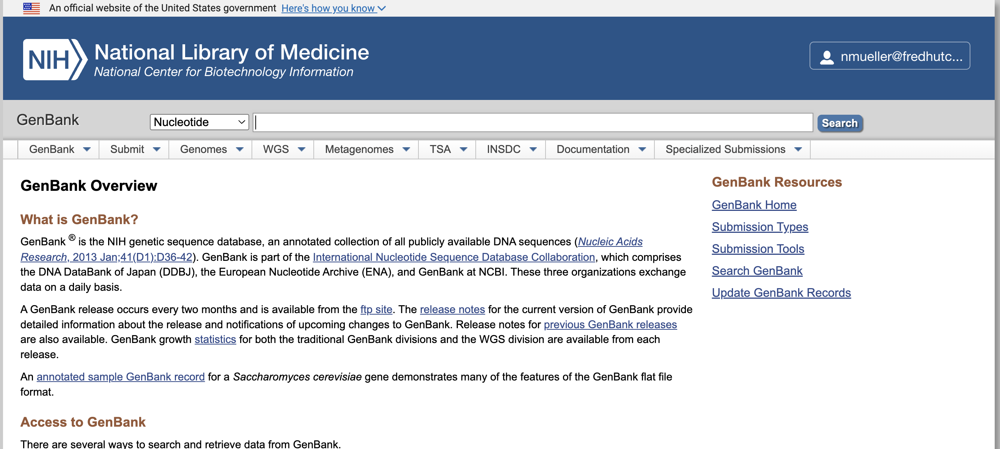 An official website of the United States government Here's how you know
NIH
National Library of Medicine
National Center for Biotechnology Information
nmueller@fredhutc...
GenBank
Nucleotide
Search
GenBank
Submit
Genomes
WGS
Metagenomes
TSA
INSDC
Documentation
Specialized Submissions
GenBank Overview
What is GenBank?
GenBank ® is the NIH genetic sequence database, an annotated collection of all publicly available DNA sequences (Nucleic Acids
Research, 2013 Jan;41(D1):D36-42). GenBank is part of the International Nucleotide Sequence Database Collaboration, which comprises
the DNA DataBank of Japan (DDBJ), the European Nucleotide Archive (ENA), and GenBank at NCBI. These three organizations exchange
data on a daily basis.
A GenBank release occurs every two months and is available from the ftp site. The release notes for the current version of GenBank provide
detailed information about the release and notifications of upcoming changes to GenBank. Release notes for previous GenBank releases
are also available. GenBank growth statistics for both the traditional GenBank divisions and the WGS division are available from each
release.
An annotated sample GenBank record for a Saccharomyces cerevisiae gene demonstrates many of the features of the GenBank flat file
format.
Access to GenBank
There are several ways to search and retrieve data from GenBank.
GenBank Resources
GenBank Home
Submission Types
Submission Tools
Search GenBank
Update GenBank Records